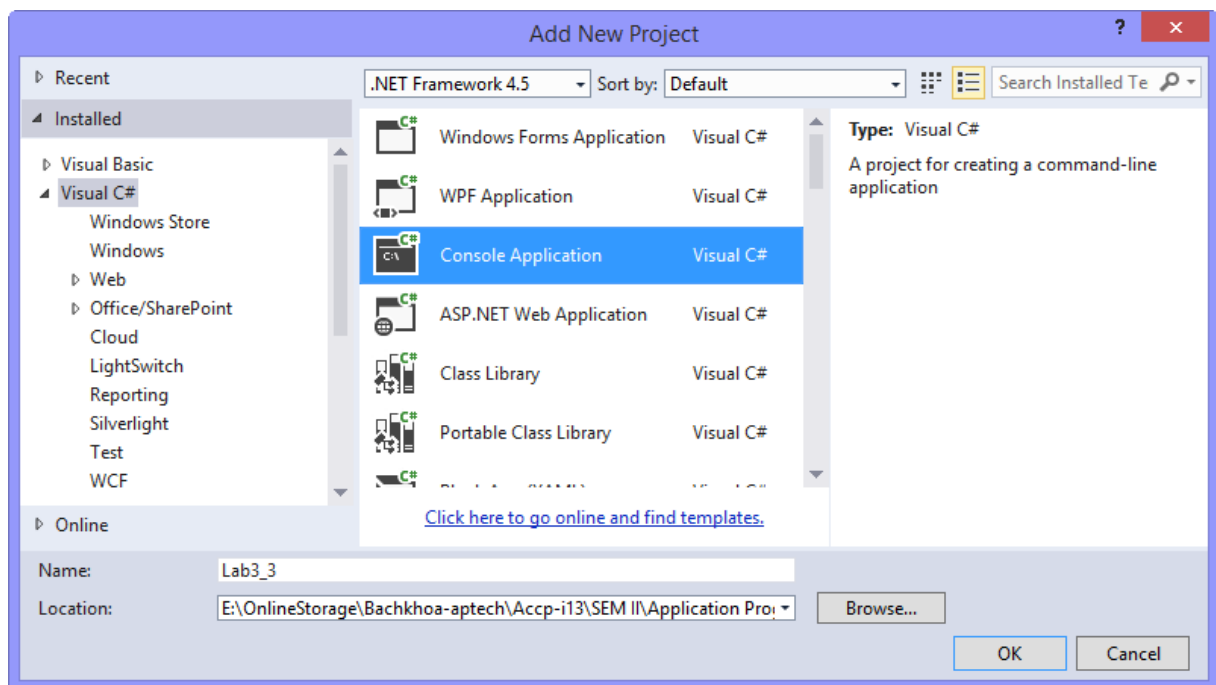 Add New Project
?
Recent
.NET Framework 4.5
Sort by:
Default
Search Installed Te
Installed
Visual Basic
Visual C#
Windows Store
Windows
Web
Office/SharePoint
Cloud
LightSwitch
Reporting
Silverlight
Test
WCF
Online
Windows Forms Application Visual C#
WPF Application Visual C#
Console Application Visual C#
ASP.NET Web Application Visual C#
Class Library Visual C#
Portable Class Library Visual C#
Click here to go online and find templates.
Type: Visual C#
A project for creating a command-line
application
Name: Lab3_3
Location: E:\OnlineStorage\Bachkhoa-aptech\Accp-i13\SEM II\Application
Browse...
OK Cancel